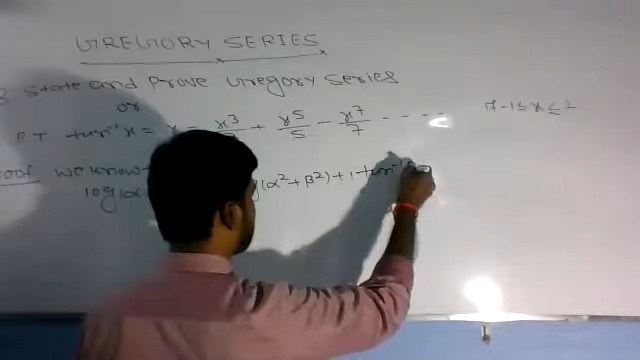 GREGORY SERIES
State and Prove Gregory Series
or
P.T tan⁻¹x = x - x³ + x⁵/5 - x⁷/7 - - - - - if -1 ≤ x ≤ 1
Proof we know
log(α (α² + β²) + i tan⁻¹